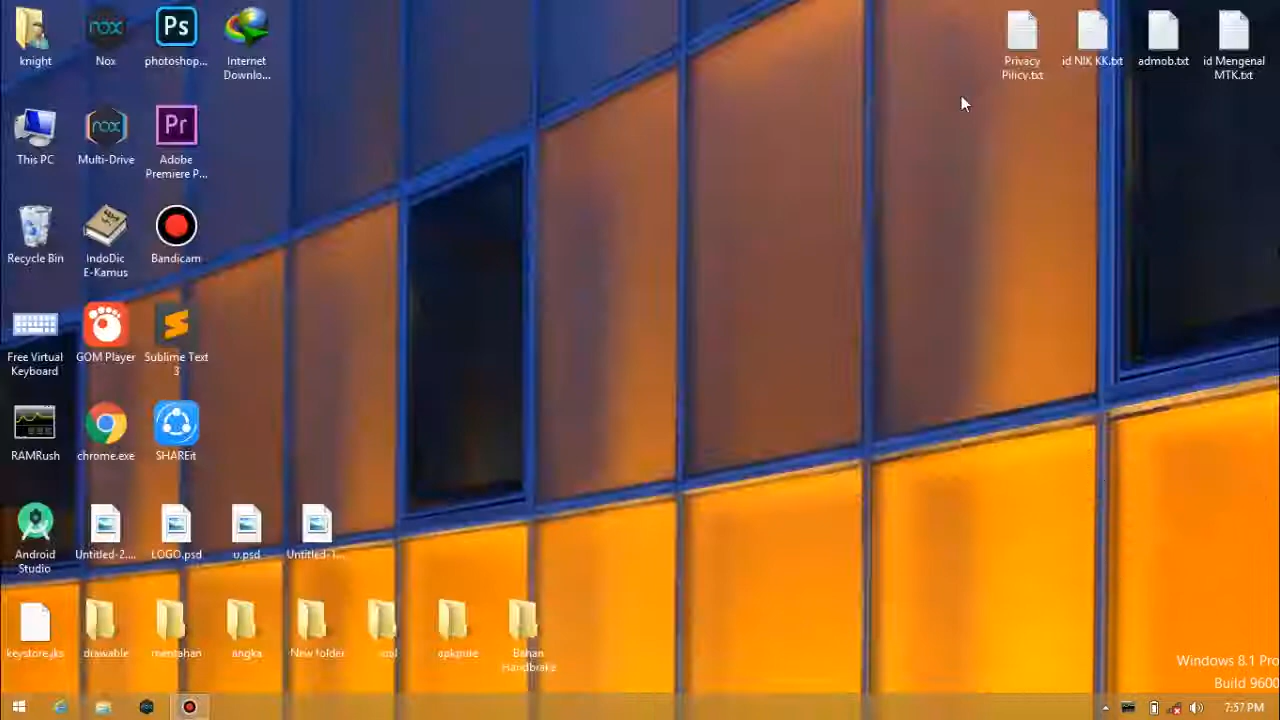 knight
Nox
photoshop...
Internet
Downlo...
Privacy
Pilicy.txt
id NIK KK.txt
admob.txt
id Mengenal
MTK.txt
This PC
Multi-Drive
Adobe
Premiere P...
Recycle Bin
IndoDic
E-Kamus
Bandicam
Free Virtual
Keyboard
GOM Player
Sublime Text
3
RAMRush
chrome.exe
SHAREit
Android
Studio
Untitled-2....
LOGO.psd
0.psd
Untitled-1...
keystore.jks
drawable
mentahan
angka
New folder
Bahan
Handbrake
Windows 8.1 Pro
Build 9600
7:57 PM